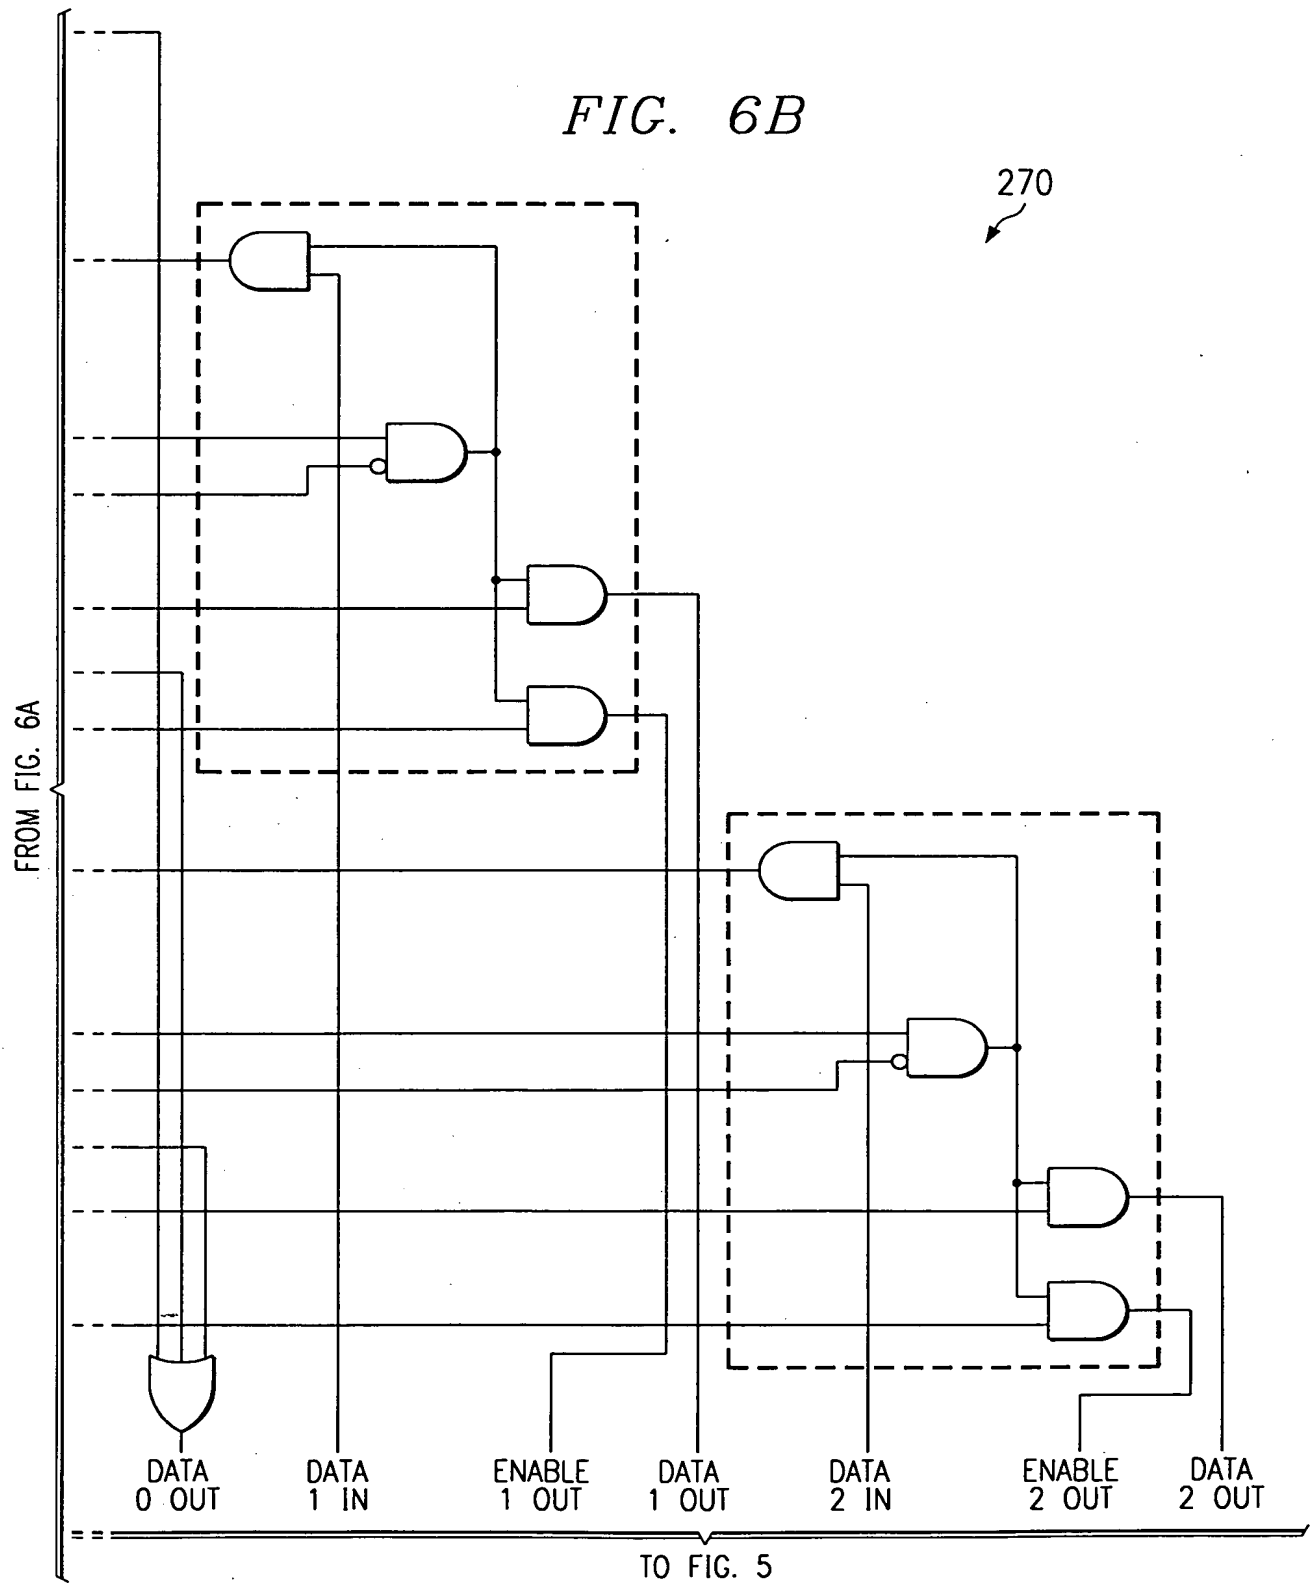 FIG. 6B
270
FROM FIG. 6A
DATA
0 OUT
DATA
1 IN
ENABLE
1 OUT
DATA
1 OUT
DATA
2 IN
ENABLE
2 OUT
DATA
2 OUT
TO FIG. 5